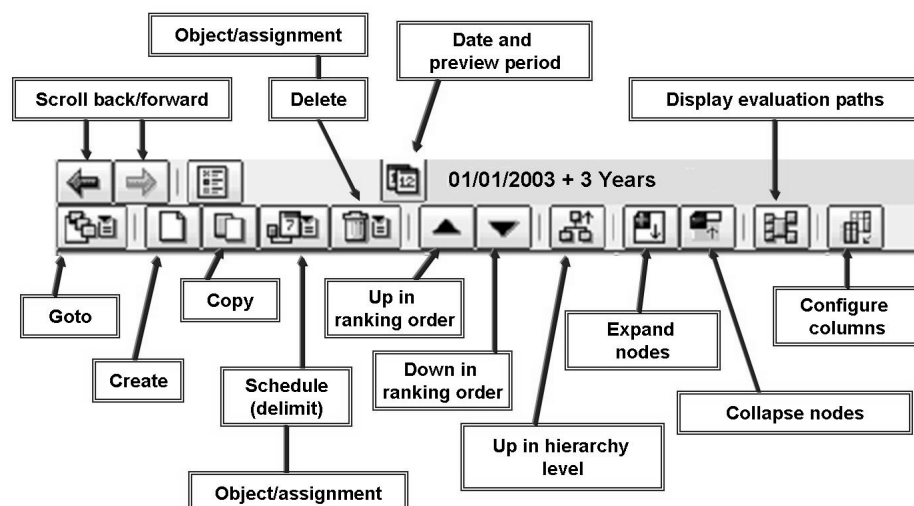 Object/assignment
Date and
preview period
Scroll back/forward
Delete
Display evaluation paths
12
01/01/2003 + 3 Years
7
Goto
Copy
Up in
ranking order
Configure
columns
Expand
nodes
Create
Schedule
(delimit)
Down in
ranking order
Collapse nodes
Up in hierarchy
level
Object/assignment